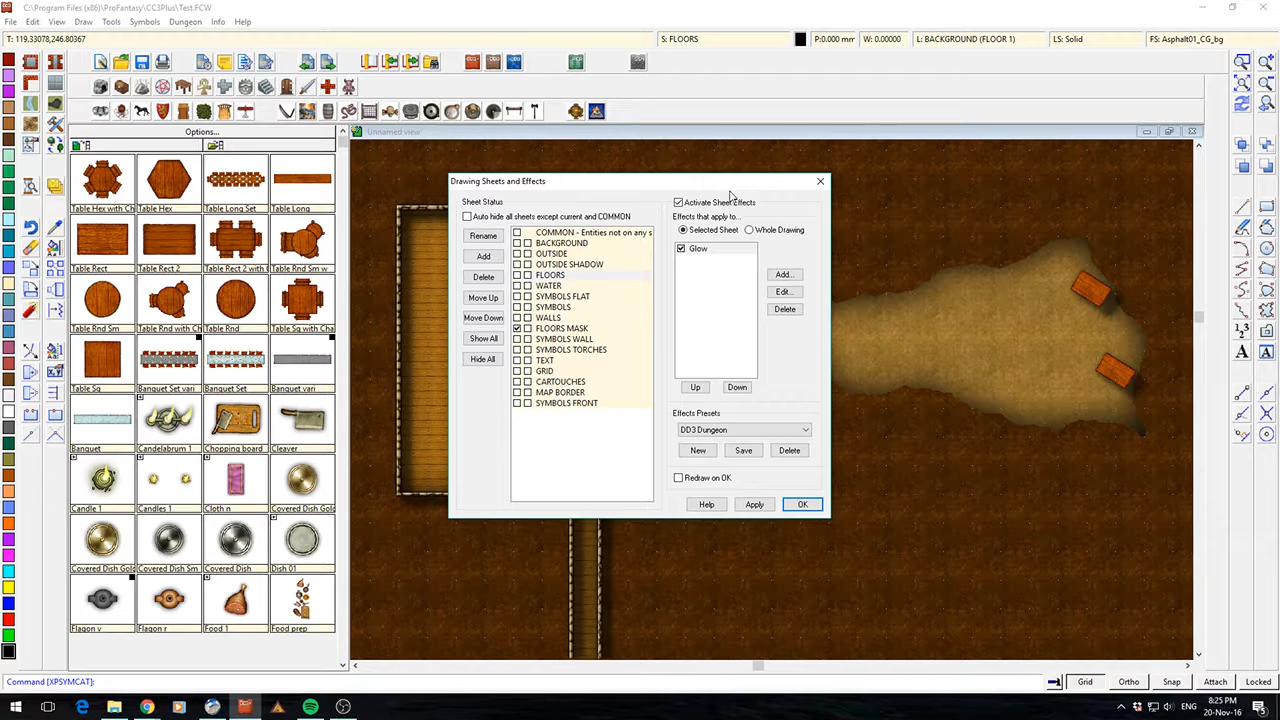 C:\Program Files (x86)\ProFantasy\CC3Plus\Test.FCW
File Edit View Draw Tools Symbols Dungeon Info Help
T: 119.33078,246.80367 S: FLOORS P:0.000 mm W: 0.00000 L: BACKGROUND (FLOOR 1) LS: Solid FS: Asphalt01_CG_bg
Options... Unnamed view
Table Hex with Ch Table Hex Table Long Set Table Long
Table Rect Table Rect 2 Table Rect 2 with Table Rnd Sm w
Table Rnd Sm Table Rnd with Ch Table Rnd Table Sq with Cha
Table Sq Banquet Set vari Banquet Set Banquet vari
Banquet Candelabrum 1 Chopping board Cleaver
Candle 1 Candles 1 Cloth n Covered Dish Gold
Covered Dish Gold Covered Dish Sm Covered Dish Dish 01
Flagon v Flagon r Food 1 Food prep
Drawing Sheets and Effects
Sheet Status
Auto hide all sheets except current and COMMON
Rename
Add
Delete
Move Up
Move Down
Show All
Hide All
COMMON - Entities not on any s
BACKGROUND
OUTSIDE
OUTSIDE SHADOW
FLOORS
WATER
SYMBOLS FLAT
SYMBOLS
WALLS
FLOORS MASK
SYMBOLS WALL
SYMBOLS TORCHES
TEXT
GRID
CARTOUCHES
MAP BORDER
SYMBOLS FRONT
Activate Sheet Effects
Effects that apply to...
Selected Sheet Whole Drawing
Glow
Add...
Edit...
Delete
Up Down
Effects Presets
DD3 Dungeon
New Save Delete
Redraw on OK
Help Apply OK
1,2
3
A A
Command [XPSYMCAT]: Grid Ortho Snap Attach Locked
8:25 PM
20-Nov-16